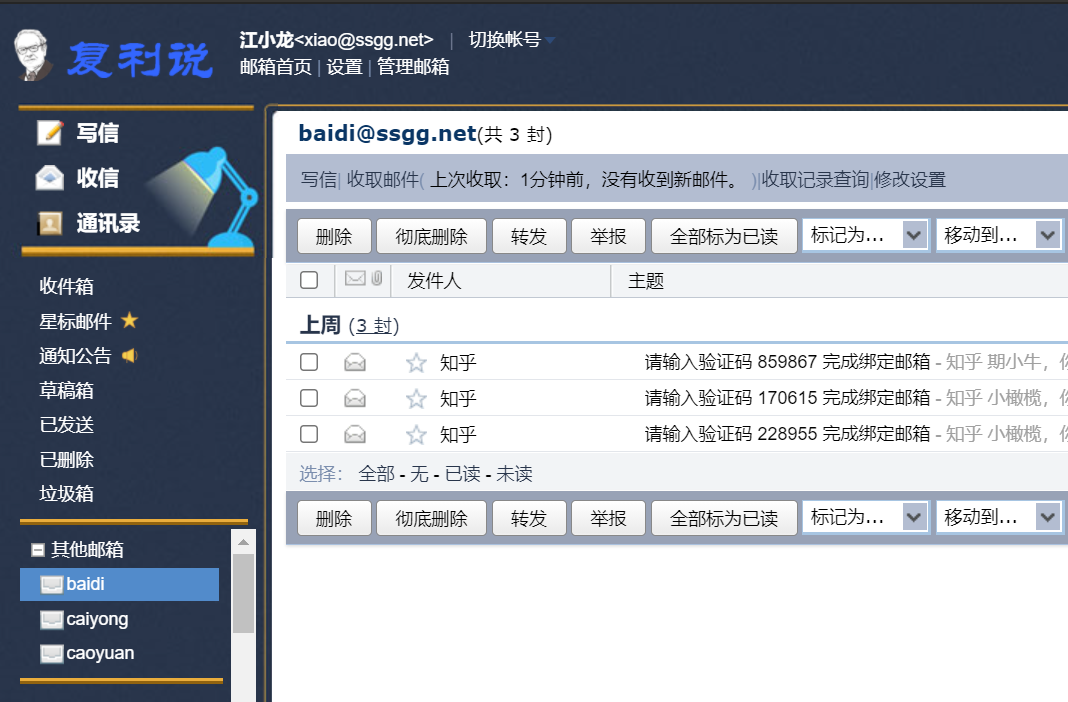 复利说
江小龙<xiao@ssgg.net> | 切换帐号
邮箱首页 | 设置 | 管理邮箱
写信
收信
通讯录
收件箱
星标邮件
通知公告
草稿箱
已发送
已删除
垃圾箱
其他邮箱
baidi
caiyong
caoyuan
baidi@ssgg.net(共 3 封)
写信| 收取邮件( 上次收取：1分钟前，没有收到新邮件。 )|收取记录查询|修改设置
删除 彻底删除 转发 举报 全部标为已读 标记为... 移动到...
发件人 主题
上周 (3 封)
知乎 请输入验证码 859867 完成绑定邮箱 - 知乎 期小牛，
知乎 请输入验证码 170615 完成绑定邮箱 - 知乎 小橄榄，
知乎 请输入验证码 228955 完成绑定邮箱 - 知乎 小橄榄，
选择： 全部 - 无 - 已读 - 未读
删除 彻底删除 转发 举报 全部标为已读 标记为... 移动到...